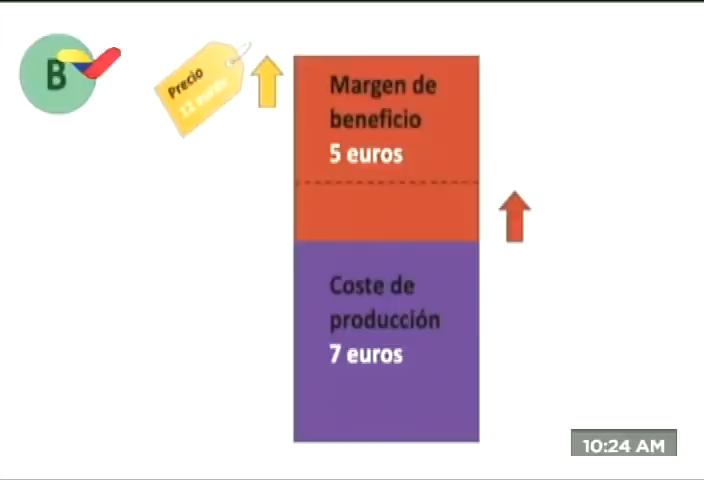 B
Precio
12 euros
Margen de
beneficio
5 euros
Coste de
producción
7 euros
10:24 AM